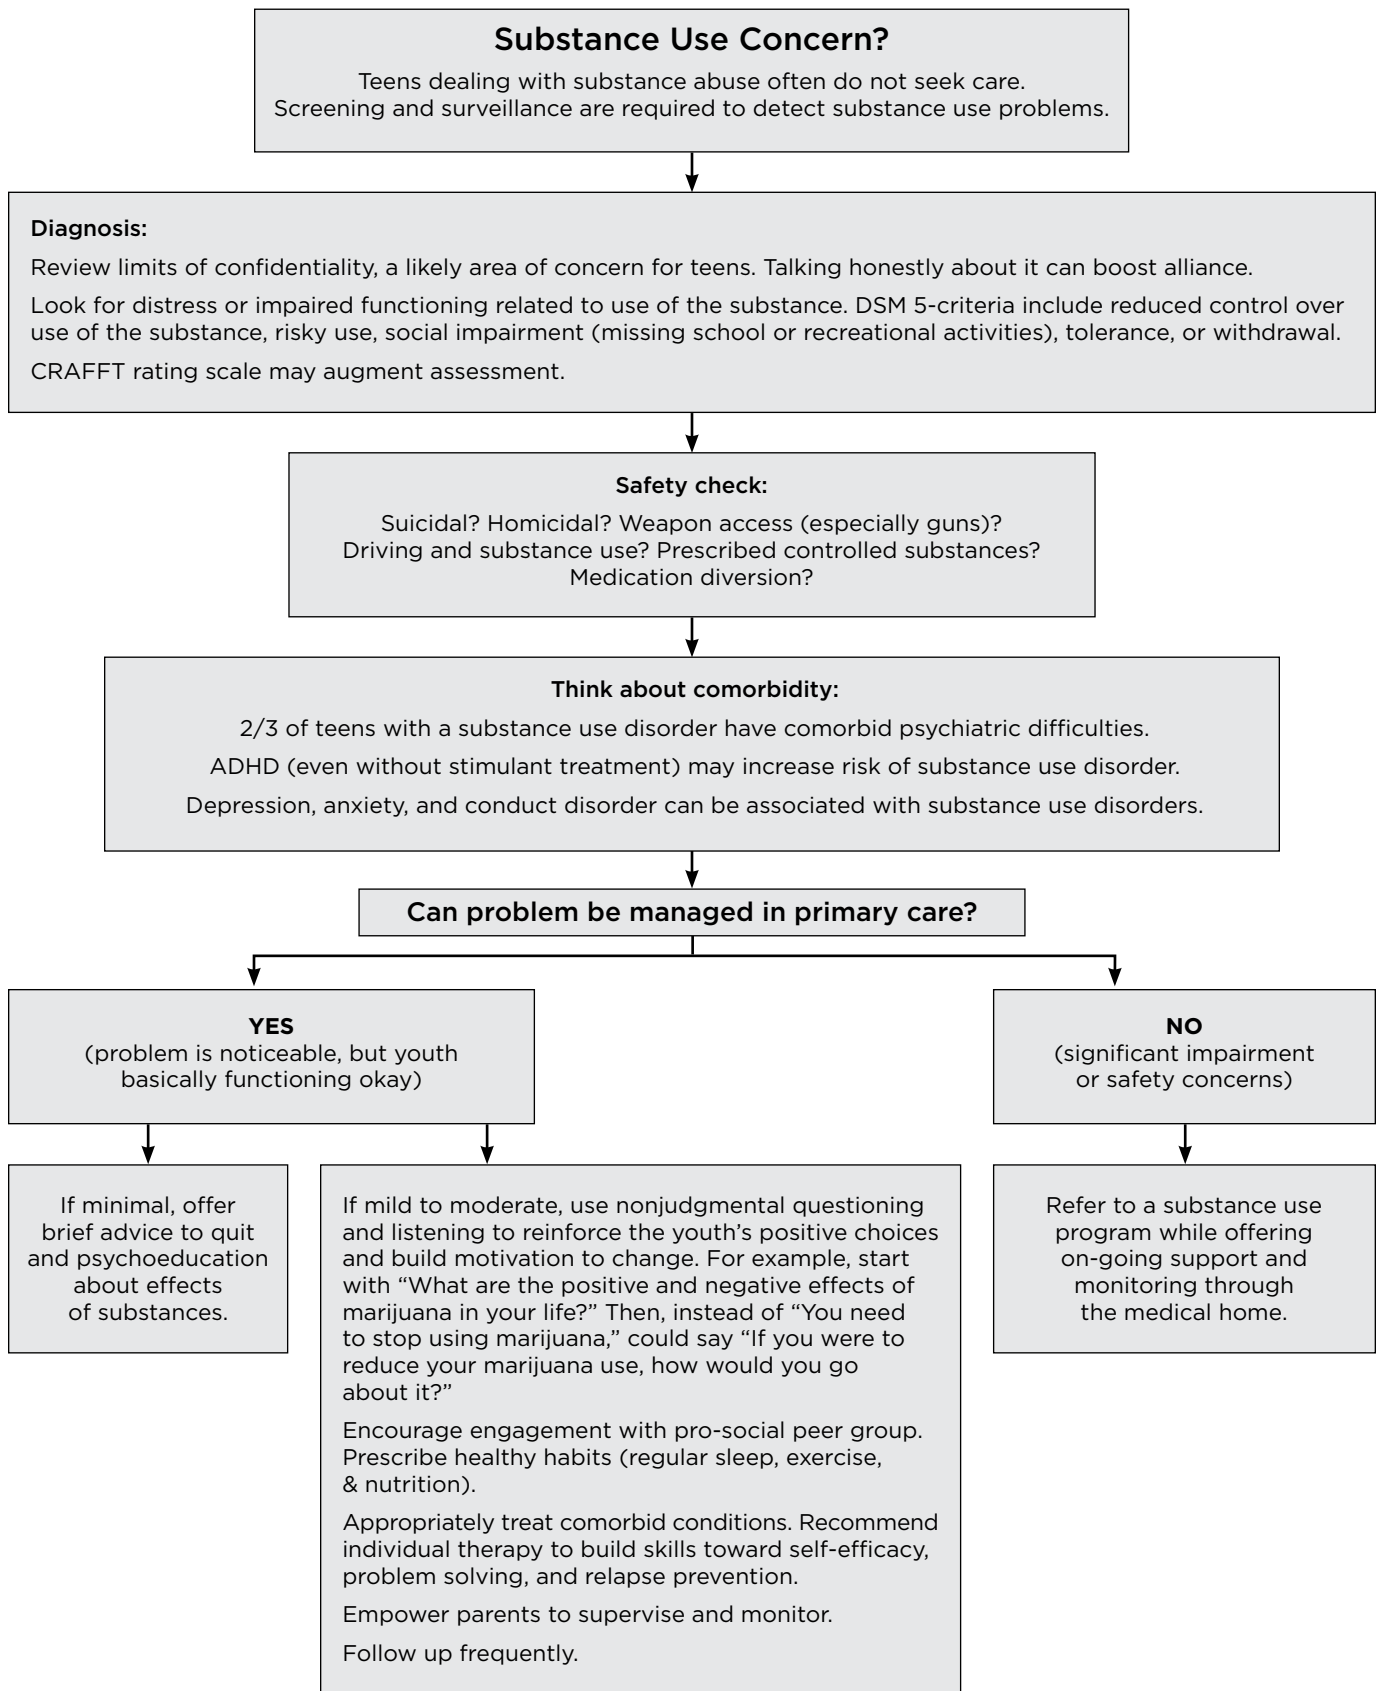 Substance Use Concern?
Teens dealing with substance abuse often do not seek care.
Screening and surveillance are required to detect substance use problems.
Diagnosis:
Review limits of confidentiality, a likely area of concern for teens. Talking honestly about it can boost alliance.
Look for distress or impaired functioning related to use of the substance. DSM 5-criteria include reduced control over
use of the substance, risky use, social impairment (missing school or recreational activities), tolerance, or withdrawal.
CRAFFT rating scale may augment assessment.
Safety check:
Suicidal? Homicidal? Weapon access (especially guns)?
Driving and substance use? Prescribed controlled substances?
Medication diversion?
Think about comorbidity:
2/3 of teens with a substance use disorder have comorbid psychiatric difficulties.
ADHD (even without stimulant treatment) may increase risk of substance use disorder.
Depression, anxiety, and conduct disorder can be associated with substance use disorders.
Can problem be managed in primary care?
YES
(problem is noticeable, but youth
basically functioning okay)
NO
(significant impairment
or safety concerns)
If minimal, offer
brief advice to quit
and psychoeducation
about effects
of substances.
If mild to moderate, use nonjudgmental questioning
and listening to reinforce the youth’s positive choices
and build motivation to change. For example, start
with “What are the positive and negative effects of
marijuana in your life?” Then, instead of “You need
to stop using marijuana,” could say “If you were to
reduce your marijuana use, how would you go
about it?”
Encourage engagement with pro-social peer group.
Prescribe healthy habits (regular sleep, exercise,
& nutrition).
Appropriately treat comorbid conditions. Recommend
individual therapy to build skills toward self-efficacy,
problem solving, and relapse prevention.
Empower parents to supervise and monitor.
Follow up frequently.
Refer to a substance use
program while offering
on-going support and
monitoring through
the medical home.